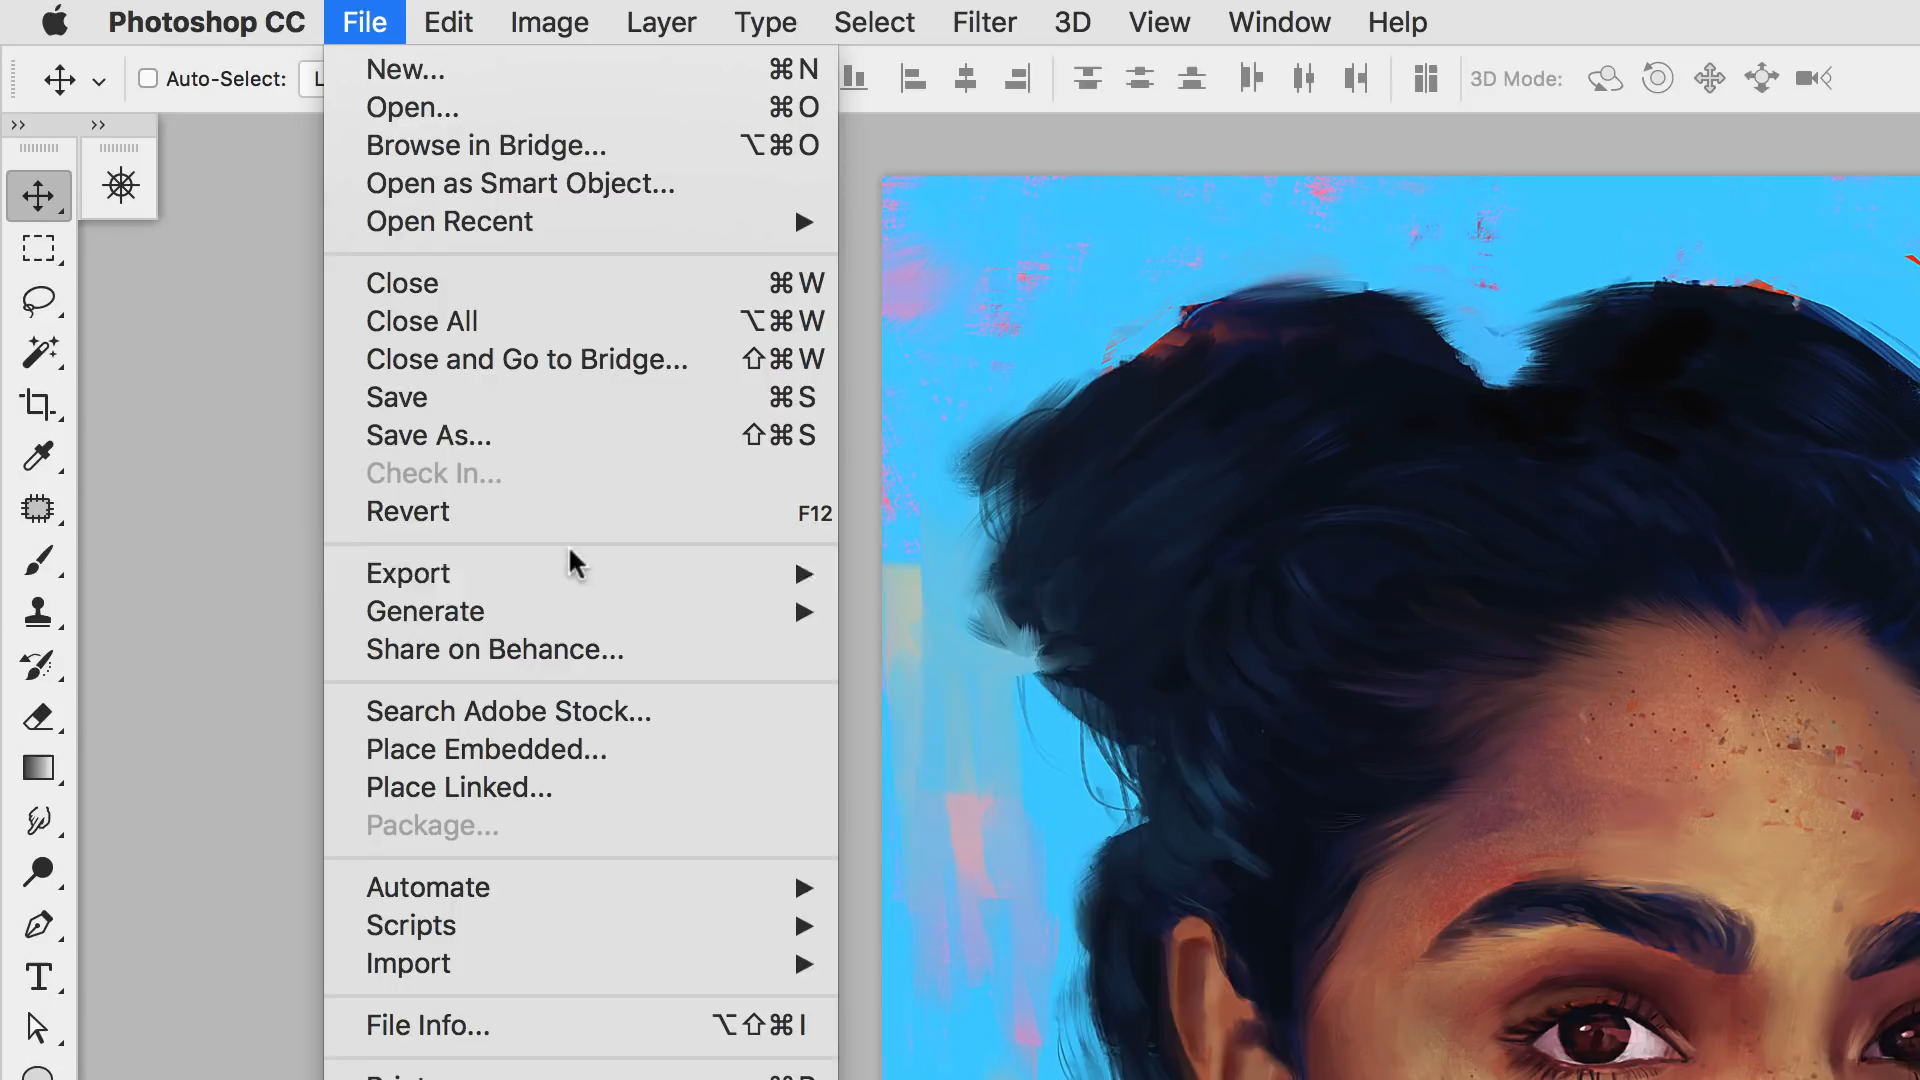 Photoshop CC File Edit Image Layer Type Select Filter 3D View Window Help
Auto-Select: 3D Mode:
New... ⌘N
Open... ⌘O
Browse in Bridge... ⌥⌘O
Open as Smart Object...
Open Recent ▶
Close ⌘W
Close All ⌥⌘W
Close and Go to Bridge... ⇧⌘W
Save ⌘S
Save As... ⇧⌘S
Check In...
Revert F12
Export ▶
Generate ▶
Share on Behance...
Search Adobe Stock...
Place Embedded...
Place Linked...
Package...
Automate ▶
Scripts ▶
Import ▶
File Info... ⌥⇧⌘I